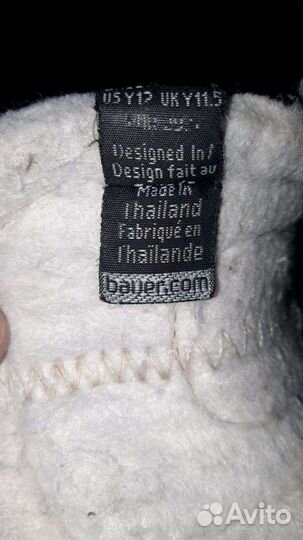 US Y12 UK Y11.5
Designed In/
Design fait au
Made in
Thailand
Fabriqué en
Thaïlande
bauer.com
Avito